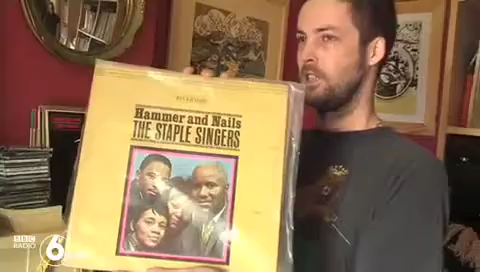 Hammer and Nails
THE STAPLE SINGERS
BBC
RADIO
6